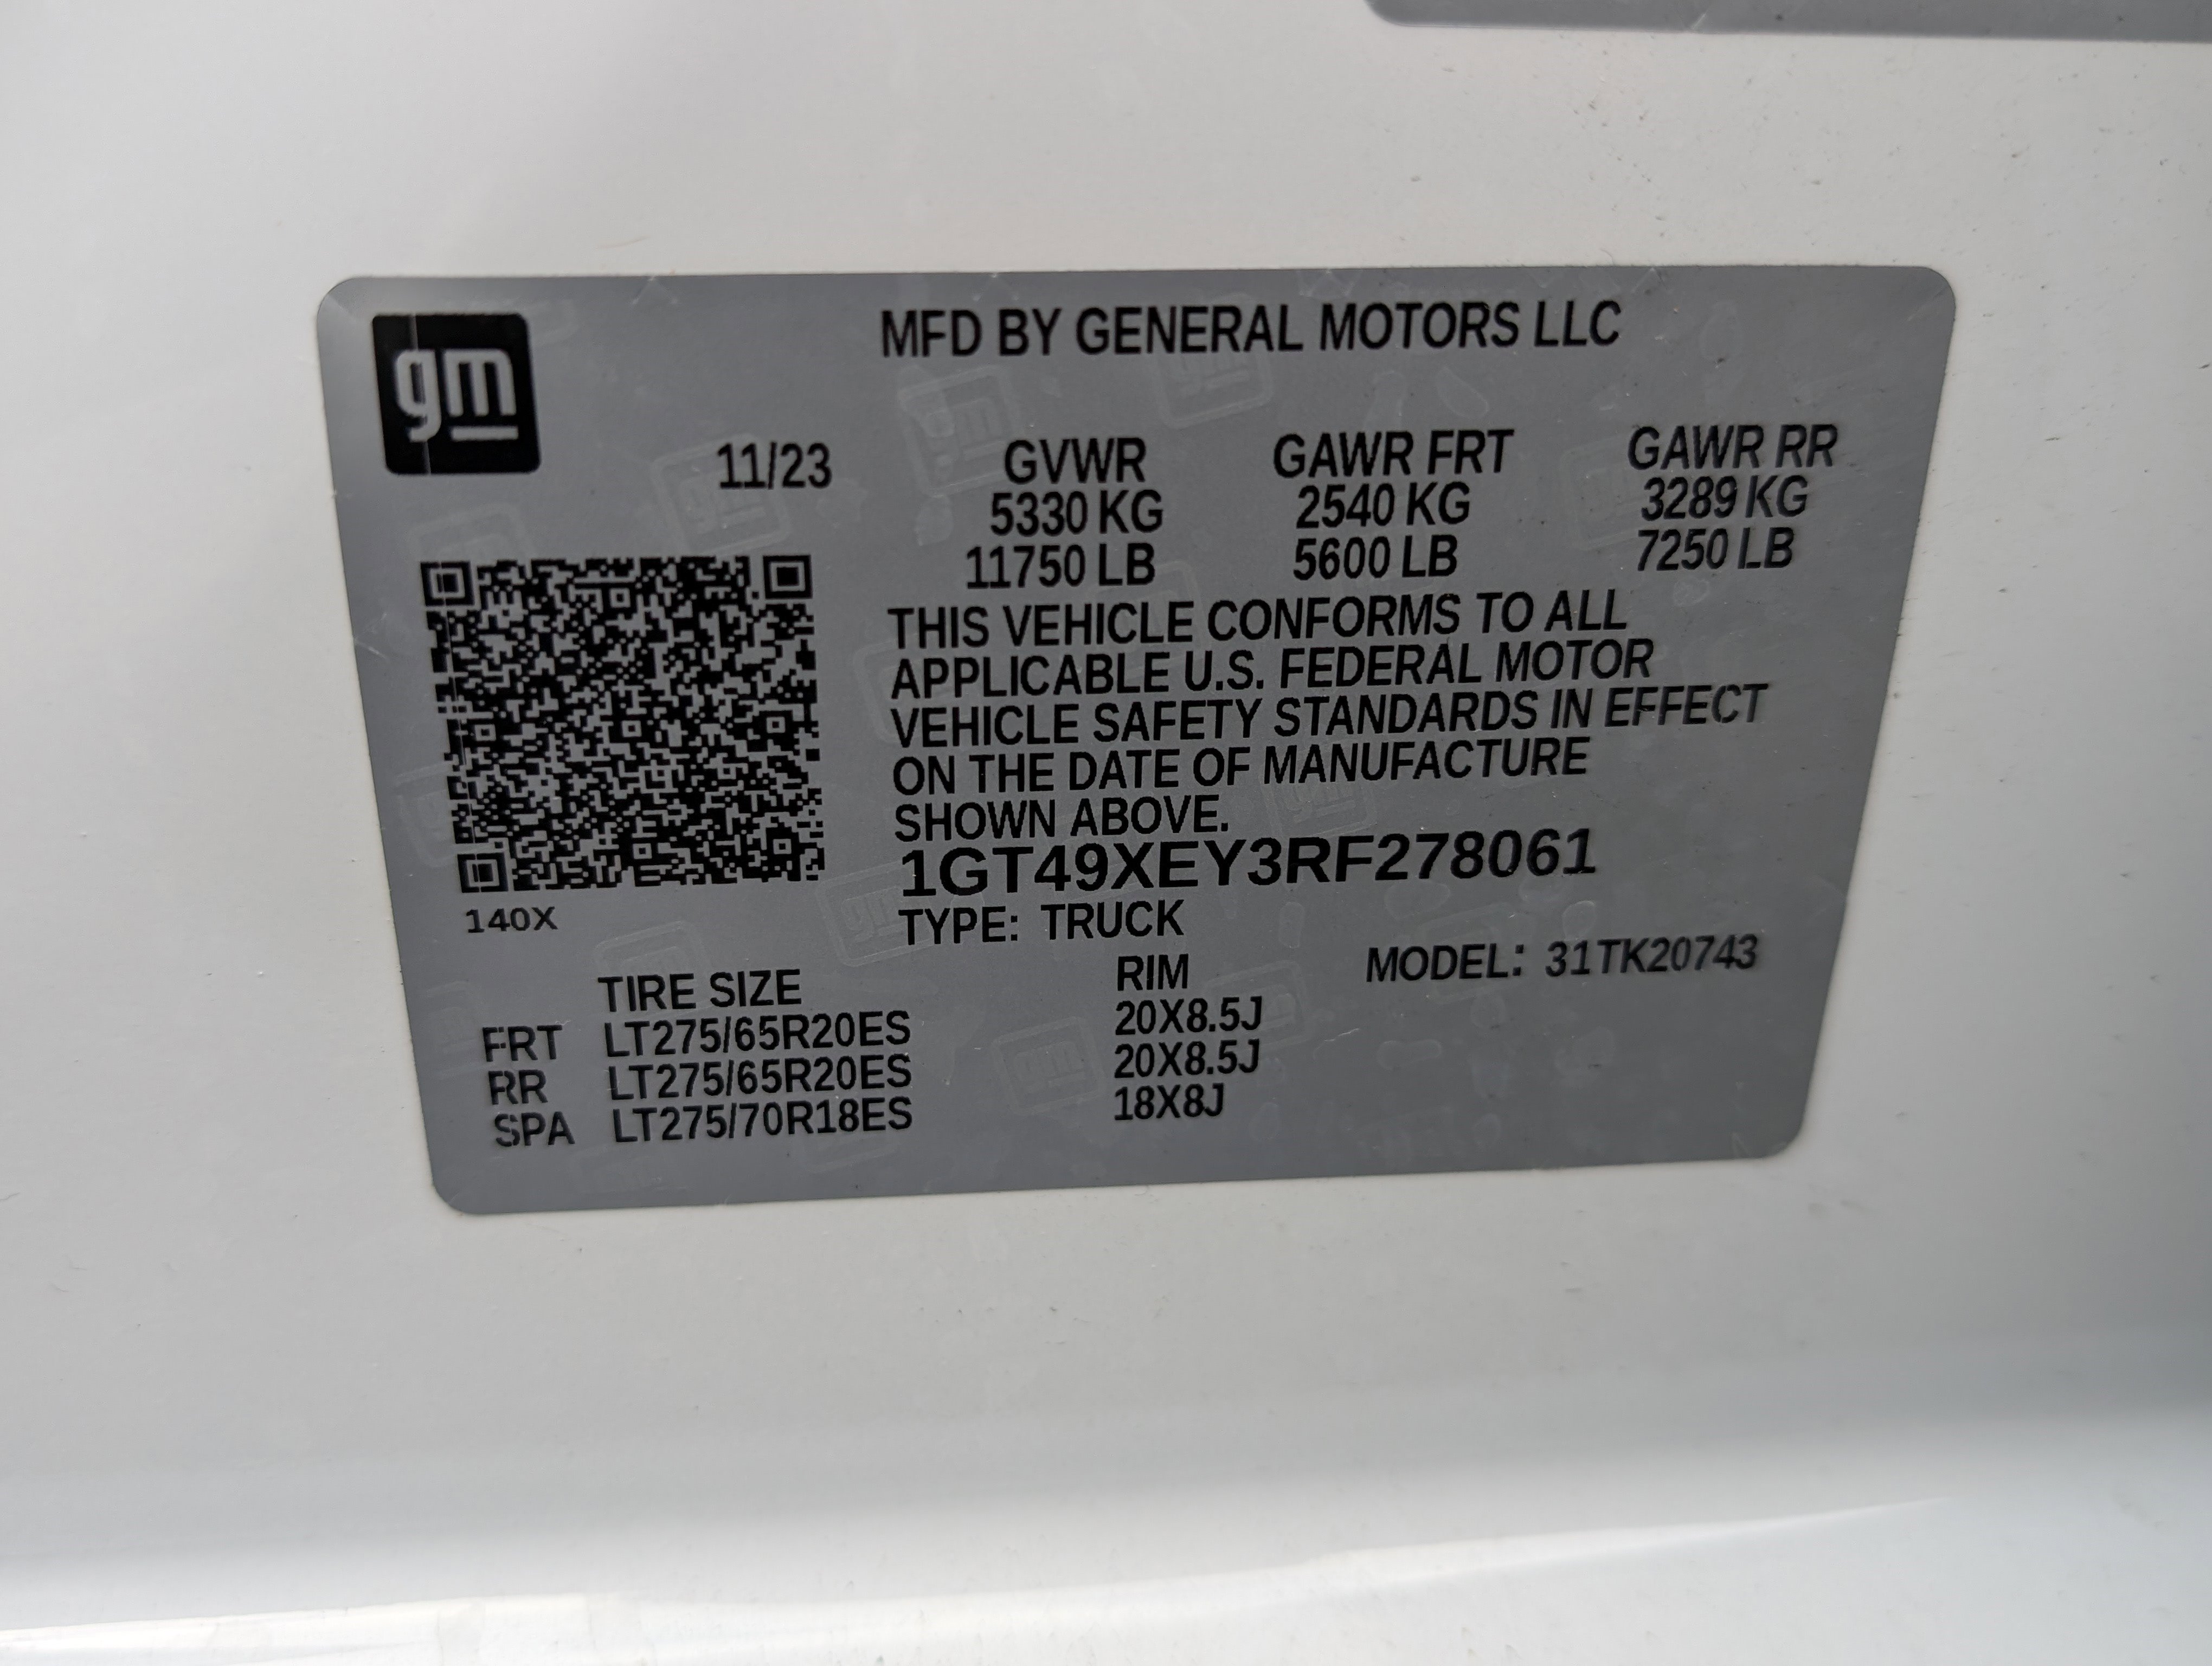 gm
MFD BY GENERAL MOTORS LLC
11/23 GVWR GAWR FRT GAWR RR
5330 KG 2540 KG 3289 KG
11750 LB 5600 LB 7250 LB
THIS VEHICLE CONFORMS TO ALL
APPLICABLE U.S. FEDERAL MOTOR
VEHICLE SAFETY STANDARDS IN EFFECT
ON THE DATE OF MANUFACTURE
SHOWN ABOVE.
1GT49XEY3RF278061
140X
TYPE: TRUCK
TIRE SIZE RIM MODEL: 31TK20743
FRT LT275/65R20ES 20X8.5J
RR LT275/65R20ES 20X8.5J
SPA LT275/70R18ES 18X8J